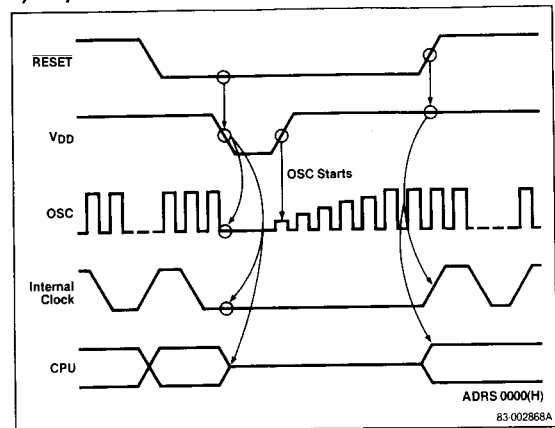 RESET
VDD
OSC Starts
OSC
Internal
Clock
CPU
ADRS 0000(H)
83-002868A